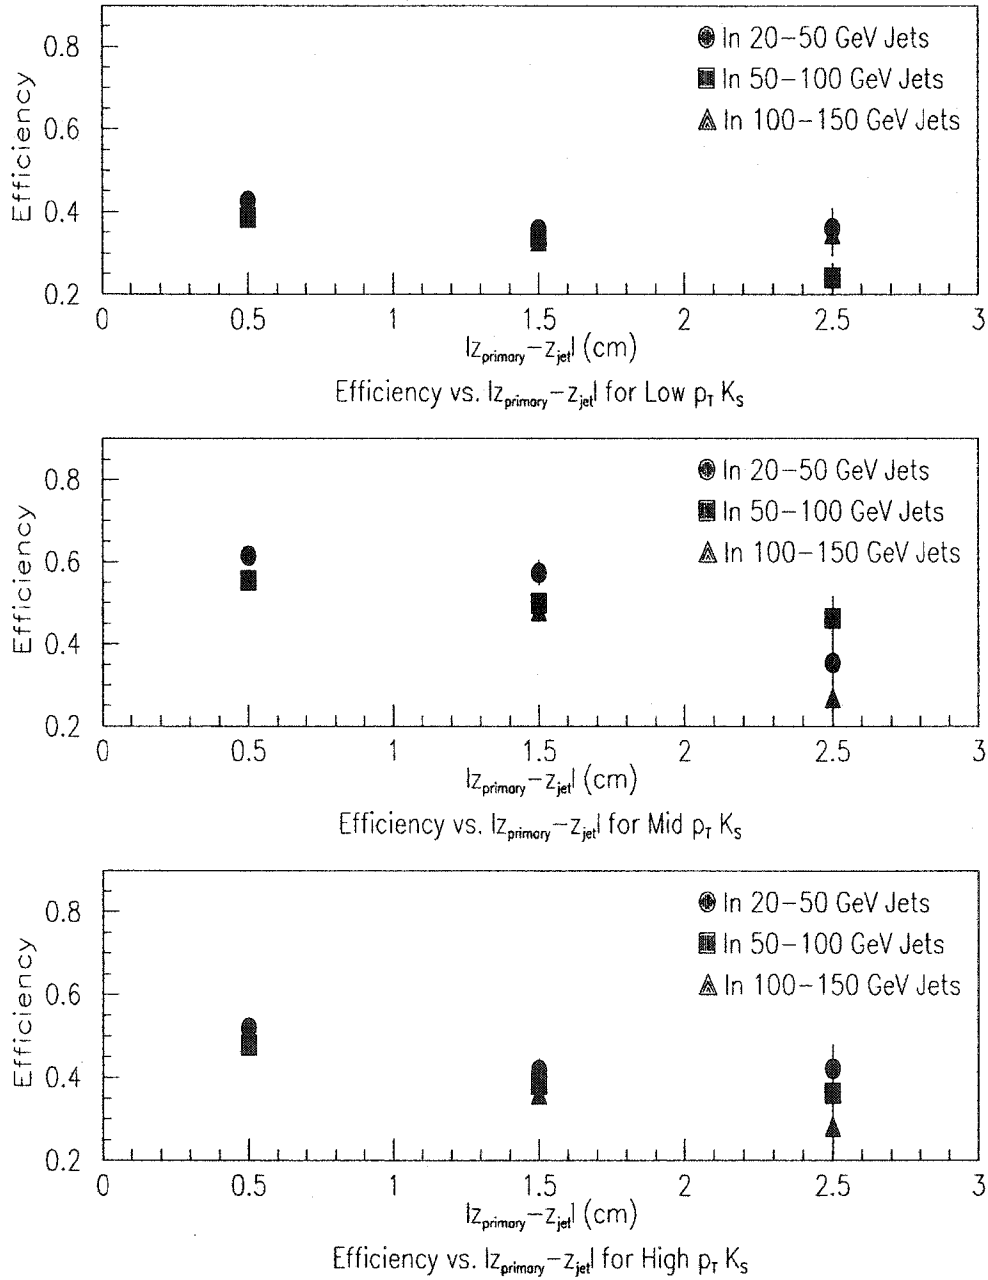 0.8
0.6
0.4
0.2
Efficiency
In 20-50 GeV Jets
In 50-100 GeV Jets
In 100-150 GeV Jets
0 0.5 1 1.5 2 2.5 3
|z_primary-z_jet| (cm)
Efficiency vs. |z_primary-z_jet| for Low p_T K_S
0.8
0.6
0.4
0.2
Efficiency
In 20-50 GeV Jets
In 50-100 GeV Jets
In 100-150 GeV Jets
0 0.5 1 1.5 2 2.5 3
|z_primary-z_jet| (cm)
Efficiency vs. |z_primary-z_jet| for Mid p_T K_S
0.8
0.6
0.4
0.2
Efficiency
In 20-50 GeV Jets
In 50-100 GeV Jets
In 100-150 GeV Jets
0 0.5 1 1.5 2 2.5 3
|z_primary-z_jet| (cm)
Efficiency vs. |z_primary-z_jet| for High p_T K_S